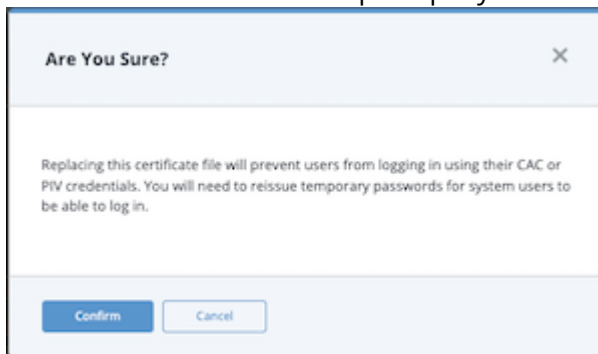 Are You Sure?
Replacing this certificate file will prevent users from logging in using their CAC or
PIV credentials. You will need to reissue temporary passwords for system users to
be able to log in.
Confirm Cancel